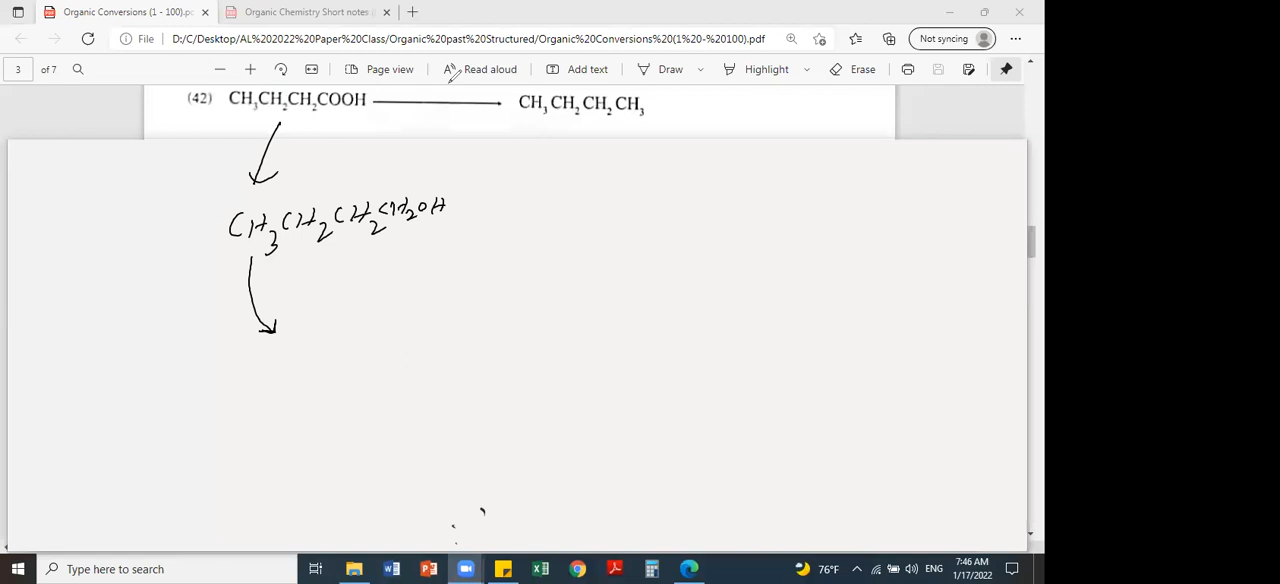 Organic Conversions (1 - 100).pc
Organic Chemistry Short notes (
File
D:/C/Desktop/AL%202022%20Paper%20Class/Organic%20past%20Structured/Organic%20Conversions%20(1%20-%20100).pdf
Not syncing
3 of 7
Page view
Read aloud
Add text
Draw
Highlight
Erase
(42) CH₃CH₂CH₂COOH CH₃CH₂CH₂CH₃
CH₃CH₂CH₂CH₂OH
Type here to search
76°F
ENG
7:46 AM
1/17/2022